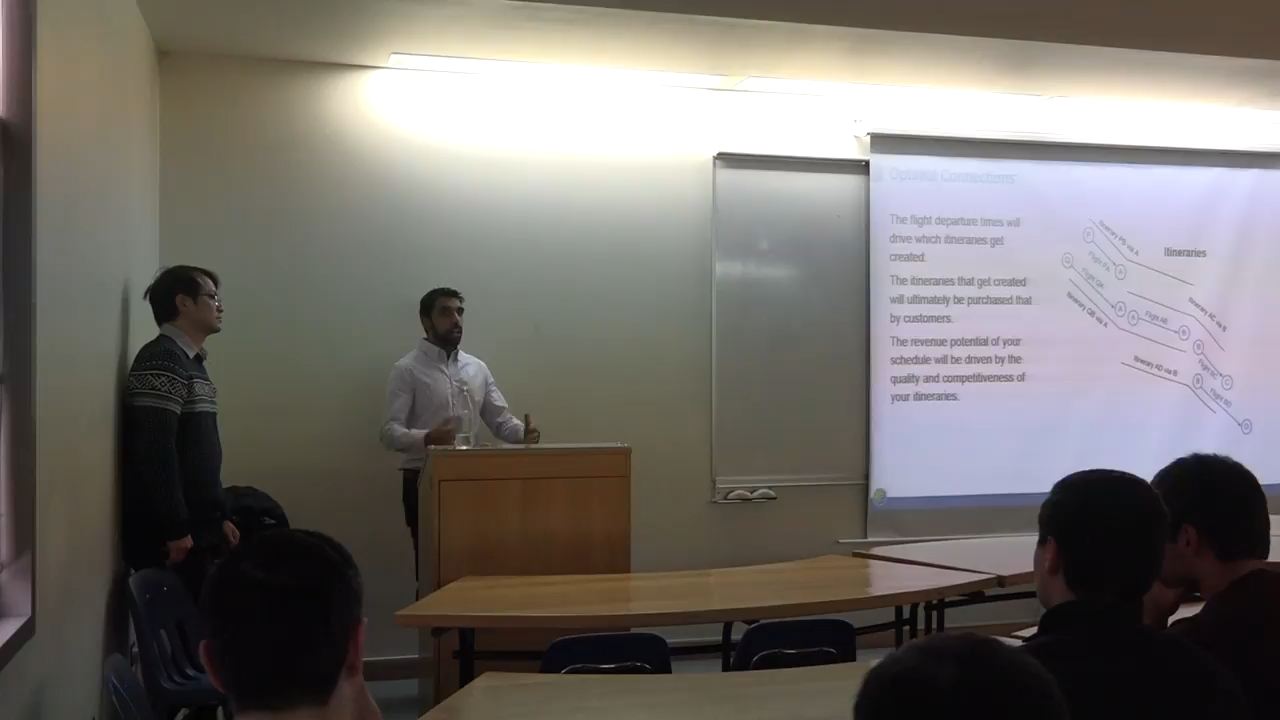 Optimal Connections
The flight departure times will
drive which itineraries get
created.
The itineraries that get created
will ultimately be purchased that
by customers.
The revenue potential of your
schedule will be driven by the
quality and competitiveness of
your itineraries.
Itineraries
Itinerary PB via A
P
Flight PA
A
Q
Flight QA
A
Itinerary QB via A
A
Flight AB
B
Itinerary AC via B
B
Flight BC
C
Itinerary AD via B
B
Flight BD
D